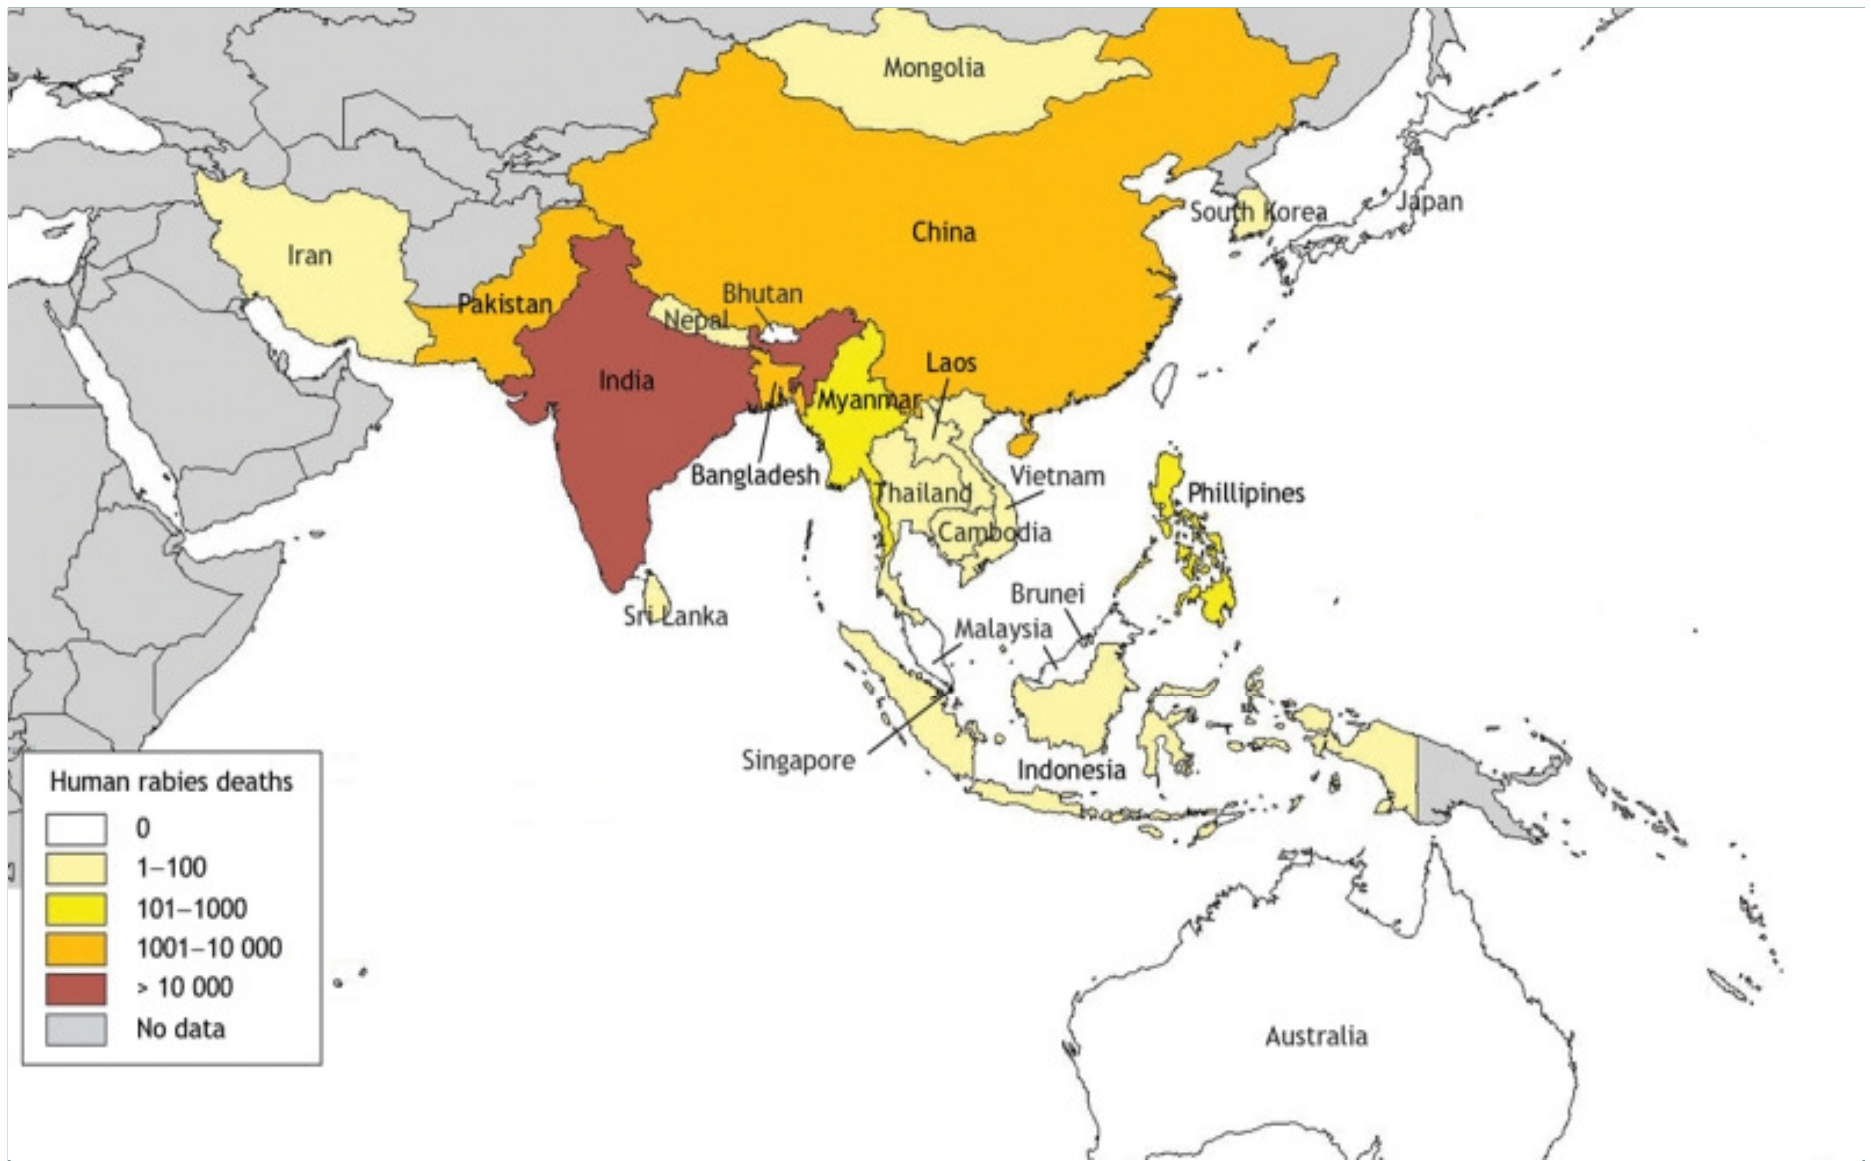 Mongolia
China
South Korea
Japan
Iran
Pakistan
Bhutan
Nepal
India
Laos
Myanmar
Bangladesh
Vietnam
Thailand
Phillipines
Cambodia
Brunei
Sri Lanka
Malaysia
Singapore
Indonesia
Australia
Human rabies deaths
0
1–100
101–1000
1001–10 000
> 10 000
No data